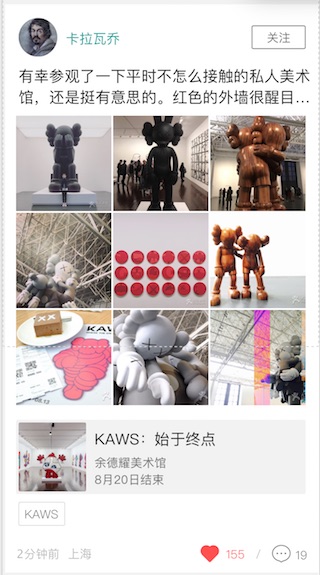 卡拉瓦乔
关注
有幸参观了一下平时不怎么接触的私人美术
馆，还是挺有意思的。红色的外墙很醒目...
XX
KAW
KAWS：始于终点
余德耀美术馆
8月20日结束
KAWS
2分钟前 上海
155 / 19